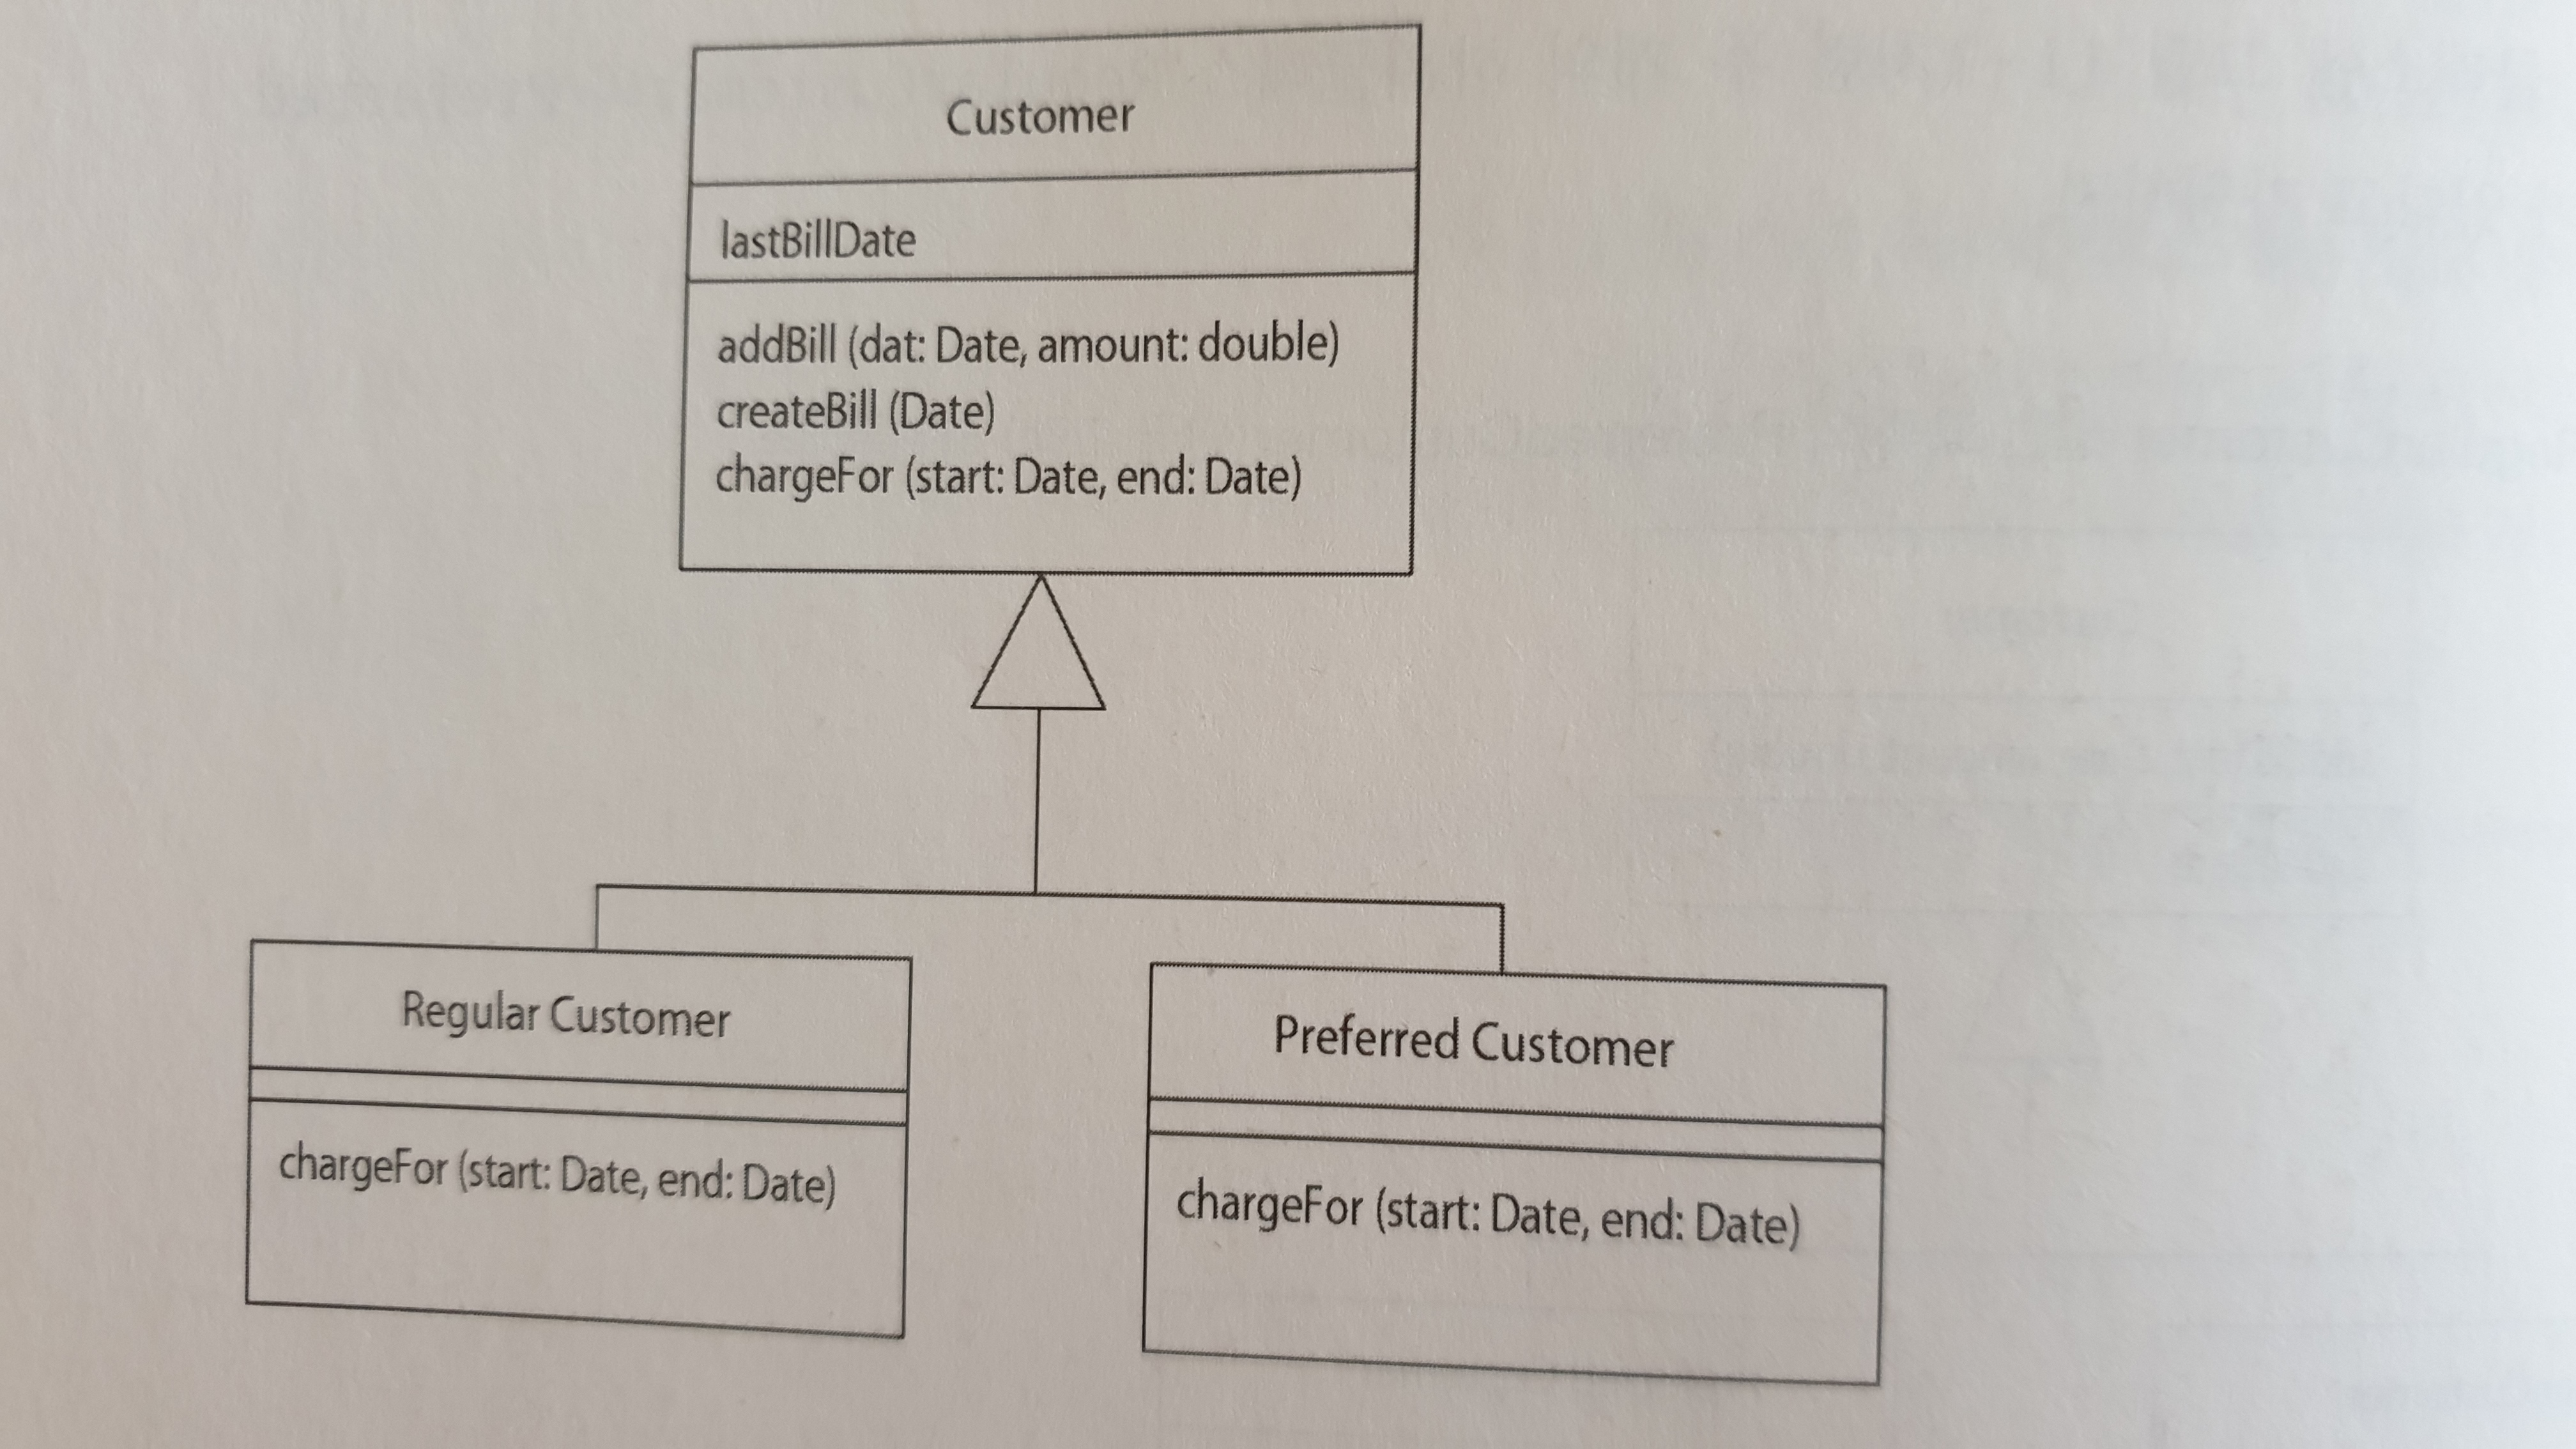 Customer
lastBillDate
addBill (dat: Date, amount: double)
createBill (Date)
chargeFor (start: Date, end: Date)
Regular Customer
chargeFor (start: Date, end: Date)
Preferred Customer
chargeFor (start: Date, end: Date)